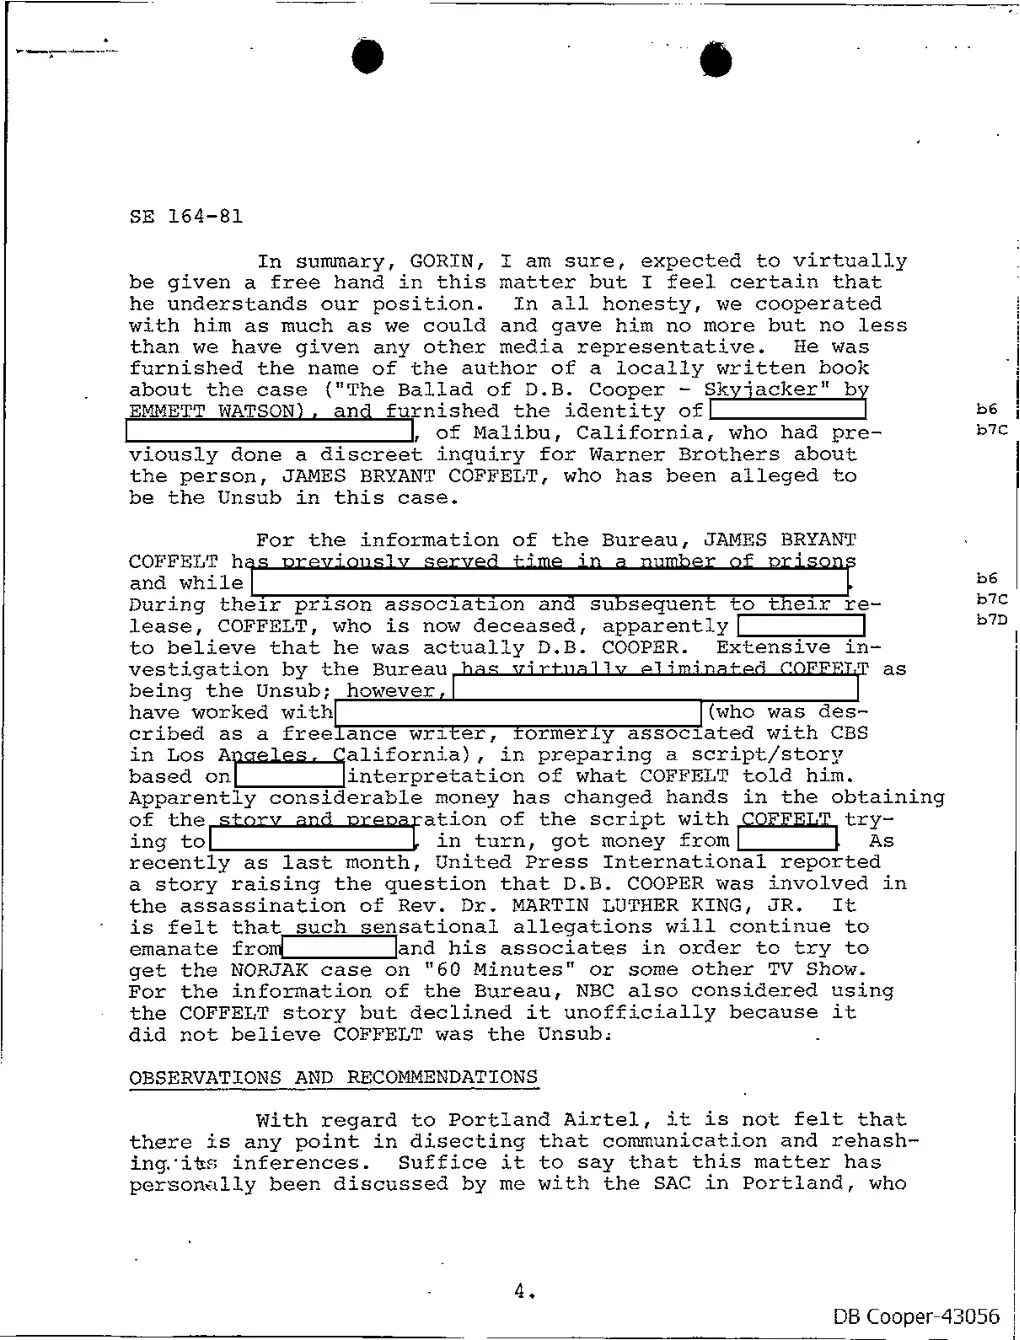 SE 164-81
In summary, GORIN, I am sure, expected to virtually
be given a free hand in this matter but I feel certain that
he understands our position. In all honesty, we cooperated
with him as much as we could and gave him no more but no less
than we have given any other media representative. He was
furnished the name of the author of a locally written book
about the case ("The Ballad of D.B. Cooper - Skyjacker" by
EMMETT WATSON), and furnished the identity of
b6
, of Malibu, California, who had pre-
b7C
viously done a discreet inquiry for Warner Brothers about
the person, JAMES BRYANT COFFELT, who has been alleged to
be the Unsub in this case.
For the information of the Bureau, JAMES BRYANT
COFFELT has previously served time in a number of prisons
and while .
b6
During their prison association and subsequent to their re-
b7C
lease, COFFELT, who is now deceased, apparently
b7D
to believe that he was actually D.B. COOPER. Extensive in-
vestigation by the Bureau has virtually eliminated COFFELT as
being the Unsub; however,
have worked with (who was des-
cribed as a freelance writer, formerly associated with CBS
in Los Angeles, California), in preparing a script/story
based on interpretation of what COFFELT told him.
Apparently considerable money has changed hands in the obtaining
of the story and preparation of the script with COFFELT try-
ing to , in turn, got money from . As
recently as last month, United Press International reported
a story raising the question that D.B. COOPER was involved in
the assassination of Rev. Dr. MARTIN LUTHER KING, JR. It
is felt that such sensational allegations will continue to
emanate from and his associates in order to try to
get the NORJAK case on "60 Minutes" or some other TV Show.
For the information of the Bureau, NBC also considered using
the COFFELT story but declined it unofficially because it
did not believe COFFELT was the Unsub.
OBSERVATIONS AND RECOMMENDATIONS
With regard to Portland Airtel, it is not felt that
there is any point in disecting that communication and rehash-
ing its inferences. Suffice it to say that this matter has
personally been discussed by me with the SAC in Portland, who
4.
DB Cooper-43056